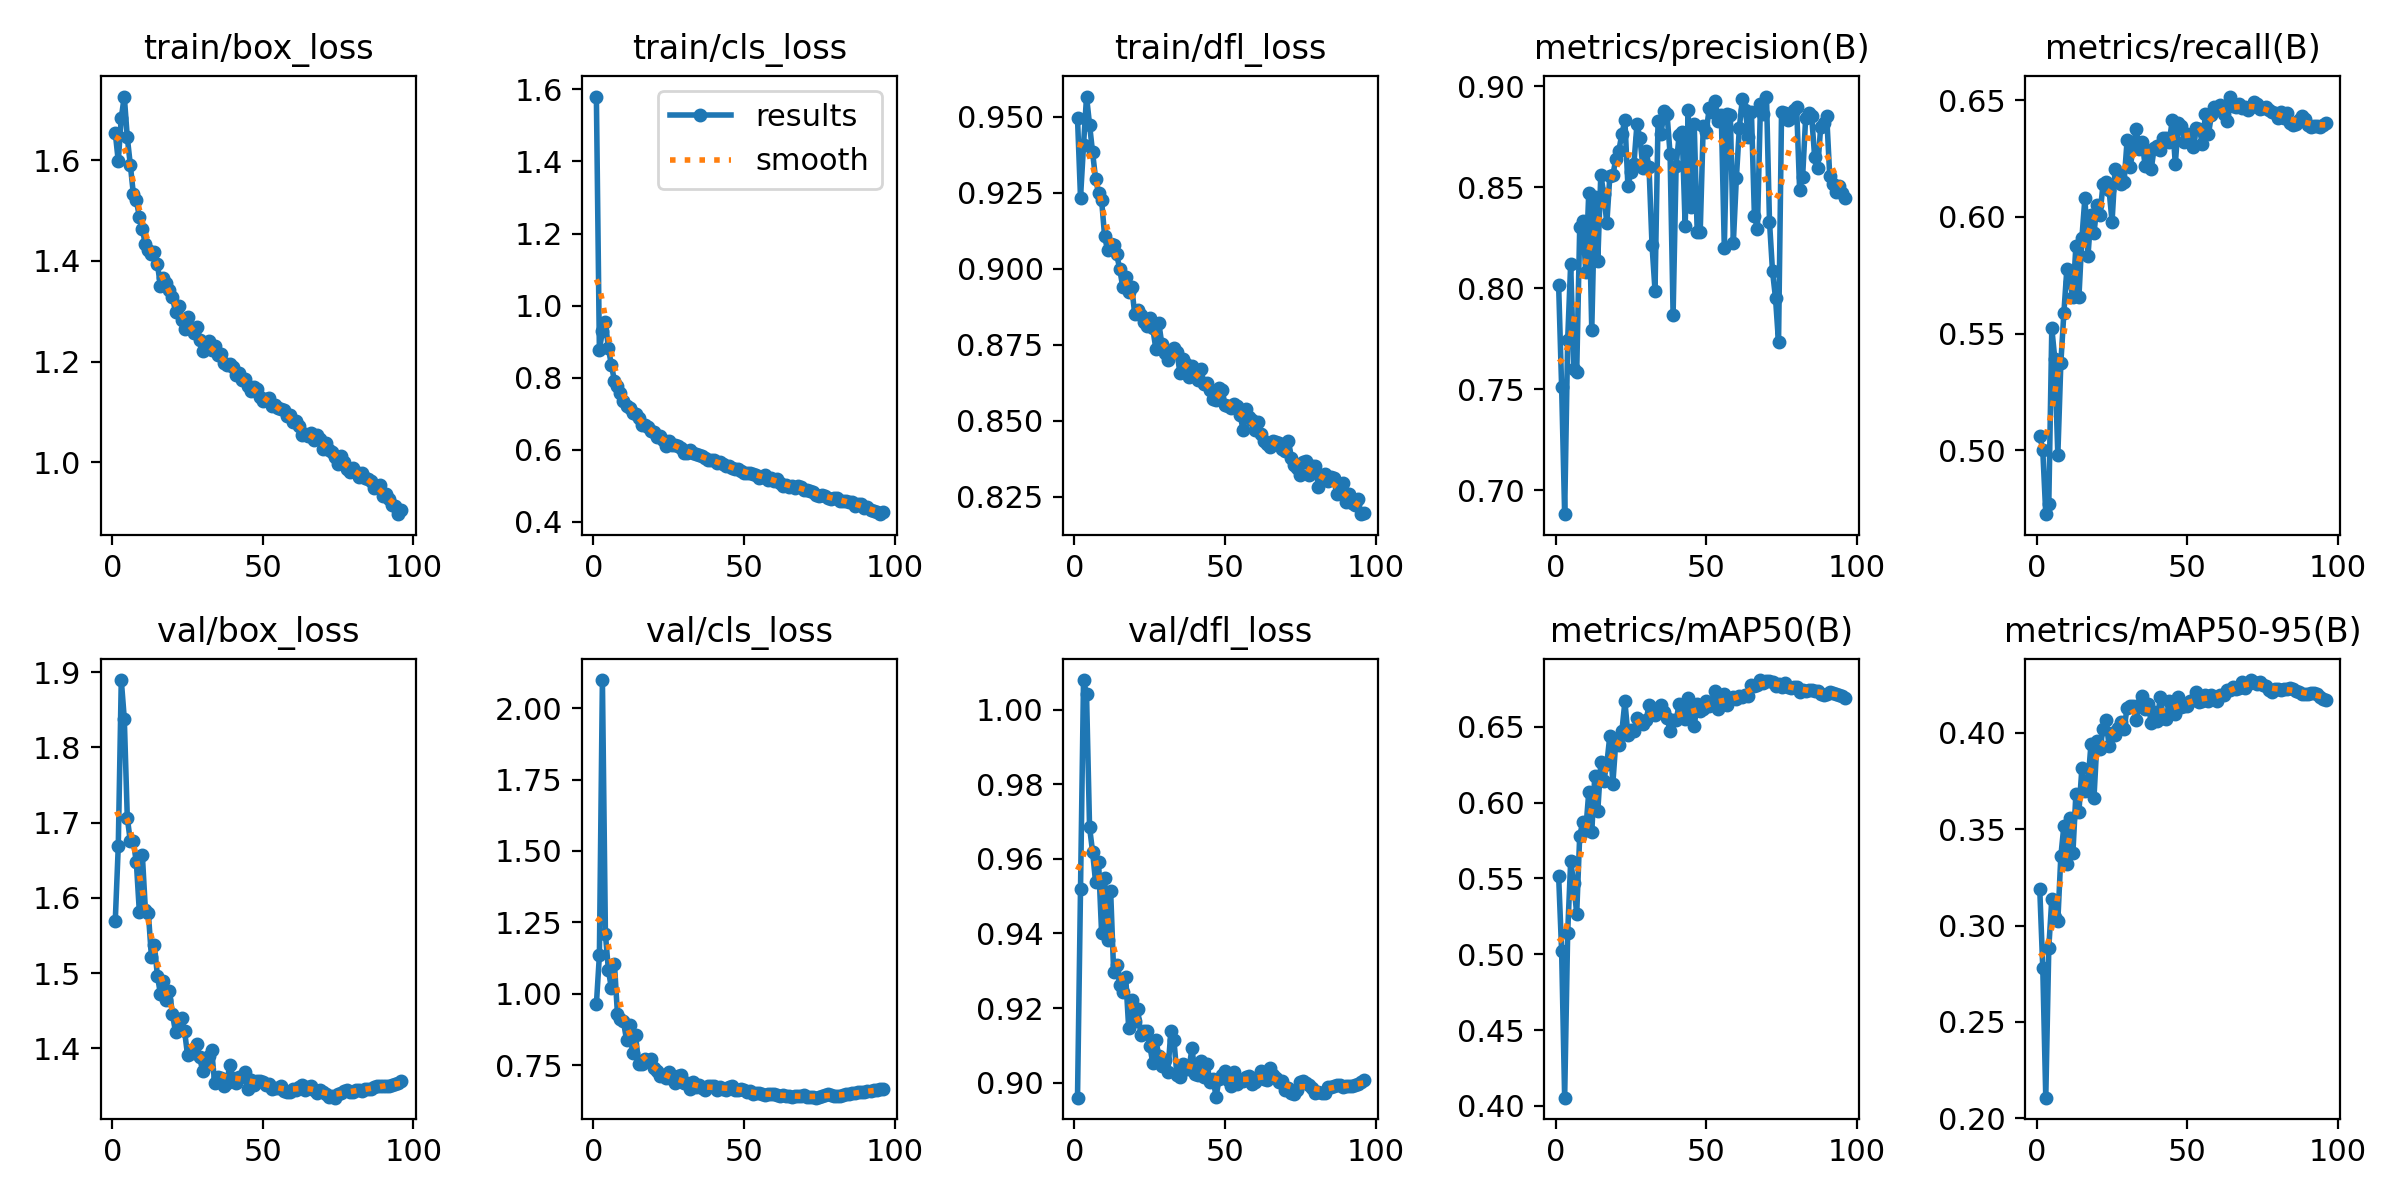 train/box_loss
1.6
1.4
1.2
1.0
0 50 100
train/cls_loss
results
smooth
1.6
1.4
1.2
1.0
0.8
0.6
0.4
0 50 100
train/dfl_loss
0.950
0.925
0.900
0.875
0.850
0.825
0 50 100
metrics/precision(B)
0.90
0.85
0.80
0.75
0.70
0 50 100
metrics/recall(B)
0.65
0.60
0.55
0.50
0 50 100
val/box_loss
1.9
1.8
1.7
1.6
1.5
1.4
0 50 100
val/cls_loss
2.00
1.75
1.50
1.25
1.00
0.75
0 50 100
val/dfl_loss
1.00
0.98
0.96
0.94
0.92
0.90
0 50 100
metrics/mAP50(B)
0.65
0.60
0.55
0.50
0.45
0.40
0 50 100
metrics/mAP50-95(B)
0.40
0.35
0.30
0.25
0.20
0 50 100